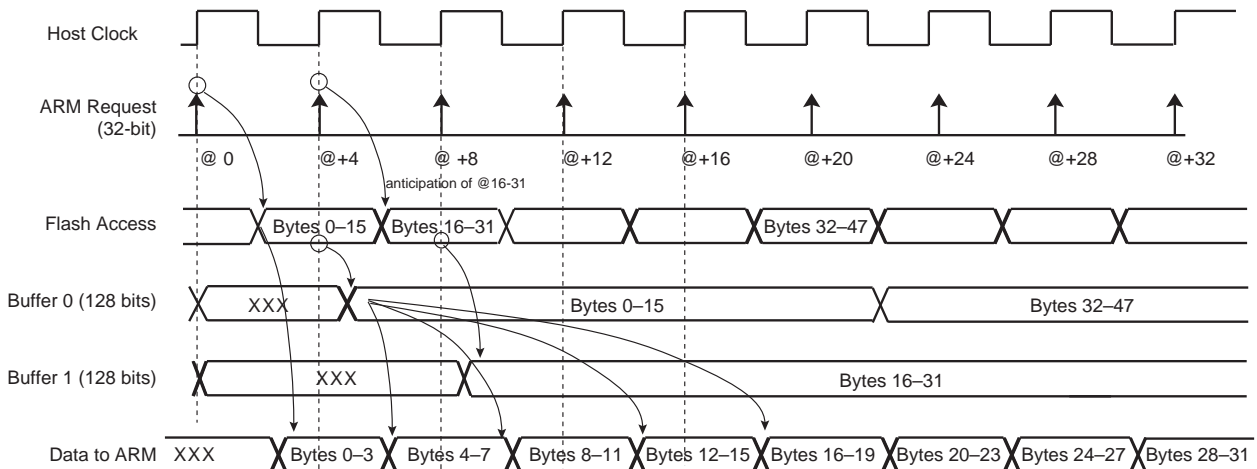 Host Clock
ARM Request
(32-bit)
@ 0 @+4 @ +8 @+12 @+16 @+20 @+24 @+28 @+32
anticipation of @16-31
Flash Access Bytes 0–15 Bytes 16–31 Bytes 32–47
Buffer 0 (128 bits) XXX Bytes 0–15 Bytes 32–47
Buffer 1 (128 bits) XXX Bytes 16–31
Data to ARM XXX Bytes 0–3 Bytes 4–7 Bytes 8–11 Bytes 12–15 Bytes 16–19 Bytes 20–23 Bytes 24–27 Bytes 28–31